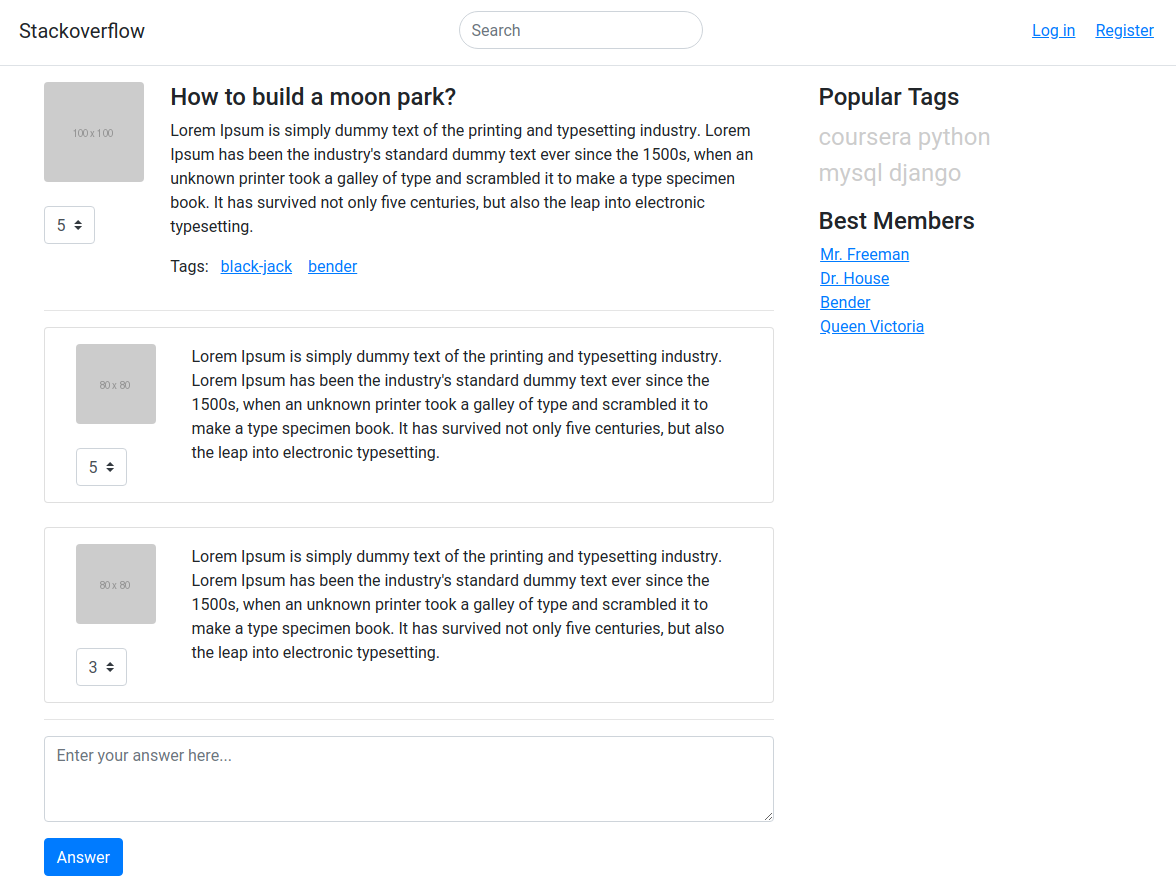 Stackoverflow
Search
Log in Register
100 x 100
How to build a moon park?
Lorem Ipsum is simply dummy text of the printing and typesetting industry. Lorem
Ipsum has been the industry's standard dummy text ever since the 1500s, when an
unknown printer took a galley of type and scrambled it to make a type specimen
book. It has survived not only five centuries, but also the leap into electronic
typesetting.
5
Tags: black-jack bender
80 x 80
Lorem Ipsum is simply dummy text of the printing and typesetting industry.
Lorem Ipsum has been the industry's standard dummy text ever since the
1500s, when an unknown printer took a galley of type and scrambled it to
make a type specimen book. It has survived not only five centuries, but also
the leap into electronic typesetting.
5
80 x 80
Lorem Ipsum is simply dummy text of the printing and typesetting industry.
Lorem Ipsum has been the industry's standard dummy text ever since the
1500s, when an unknown printer took a galley of type and scrambled it to
make a type specimen book. It has survived not only five centuries, but also
the leap into electronic typesetting.
3
Enter your answer here...
Answer
Popular Tags
coursera python
mysql django
Best Members
Mr. Freeman
Dr. House
Bender
Queen Victoria